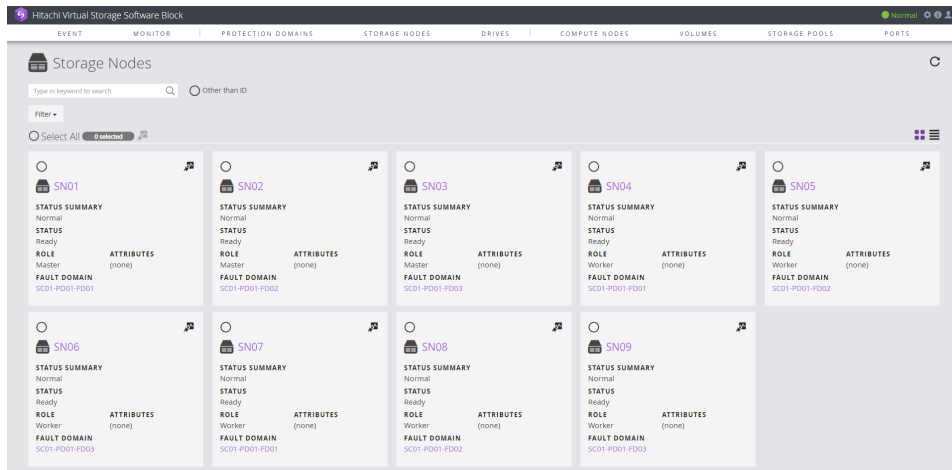 Hitachi Virtual Storage Software Block
Normal
EVENT MONITOR PROTECTION DOMAINS STORAGE NODES DRIVES COMPUTE NODES VOLUMES STORAGE POOLS PORTS
Storage Nodes
Type in keyword to search
Other than ID
Filter
Select All 0 selected
SN01
STATUS SUMMARY
Normal
STATUS
Ready
ROLE ATTRIBUTES
Master (none)
FAULT DOMAIN
SC01-PD01-FD01
SN02
STATUS SUMMARY
Normal
STATUS
Ready
ROLE ATTRIBUTES
Master (none)
FAULT DOMAIN
SC01-PD01-FD02
SN03
STATUS SUMMARY
Normal
STATUS
Ready
ROLE ATTRIBUTES
Master (none)
FAULT DOMAIN
SC01-PD01-FD03
SN04
STATUS SUMMARY
Normal
STATUS
Ready
ROLE ATTRIBUTES
Worker (none)
FAULT DOMAIN
SC01-PD01-FD01
SN05
STATUS SUMMARY
Normal
STATUS
Ready
ROLE ATTRIBUTES
Worker (none)
FAULT DOMAIN
SC01-PD01-FD02
SN06
STATUS SUMMARY
Normal
STATUS
Ready
ROLE ATTRIBUTES
Worker (none)
FAULT DOMAIN
SC01-PD01-FD03
SN07
STATUS SUMMARY
Normal
STATUS
Ready
ROLE ATTRIBUTES
Worker (none)
FAULT DOMAIN
SC01-PD01-FD01
SN08
STATUS SUMMARY
Normal
STATUS
Ready
ROLE ATTRIBUTES
Worker (none)
FAULT DOMAIN
SC01-PD01-FD02
SN09
STATUS SUMMARY
Normal
STATUS
Ready
ROLE ATTRIBUTES
Worker (none)
FAULT DOMAIN
SC01-PD01-FD03